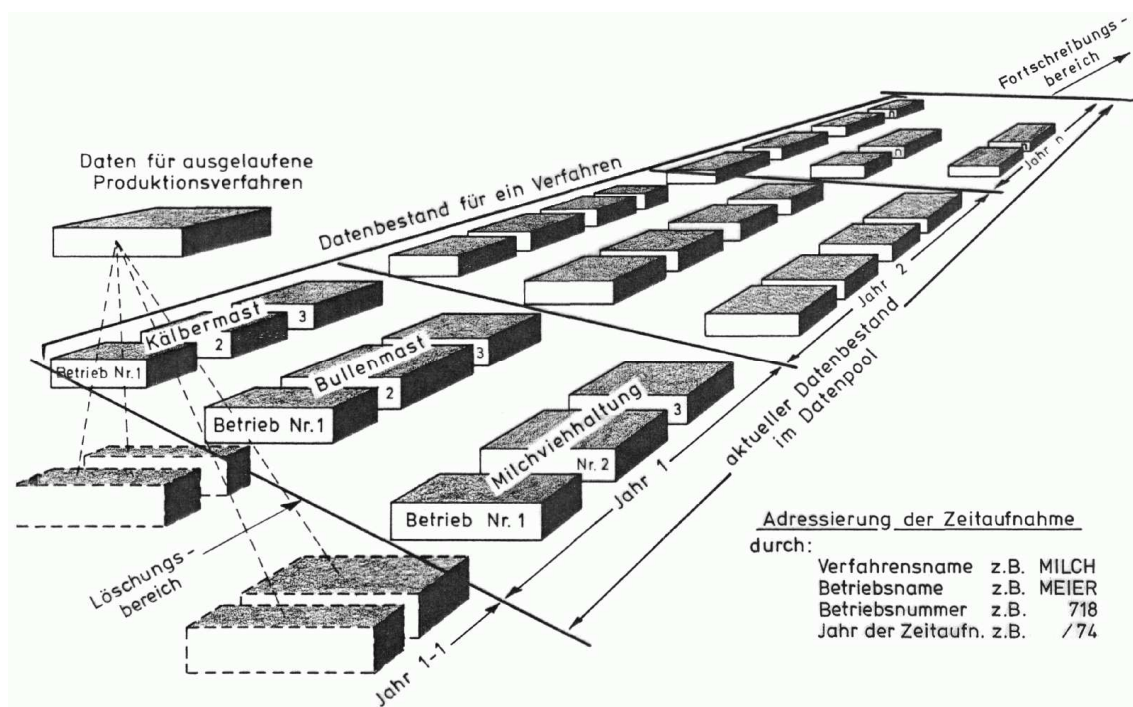 Fortschreibungs-
bereich
Daten für ausgelaufene
Produktionsverfahren
Datenbestand für ein Verfahren
n
n
n
Jahr n
Kälbermast
Betrieb Nr.1
2
3
Bullenmast
Betrieb Nr.1
2
3
Milchviehhaltung
Betrieb Nr.1
Nr.2
3
Jahr 2
Jahr 1
aktueller Datenbestand
im Datenpool
Löschungs-
bereich
Jahr 1-1
Adressierung der Zeitaufnahme
durch:
Verfahrensname z.B. MILCH
Betriebsname z.B. MEIER
Betriebsnummer z.B. 718
Jahr der Zeitaufn. z.B. /74